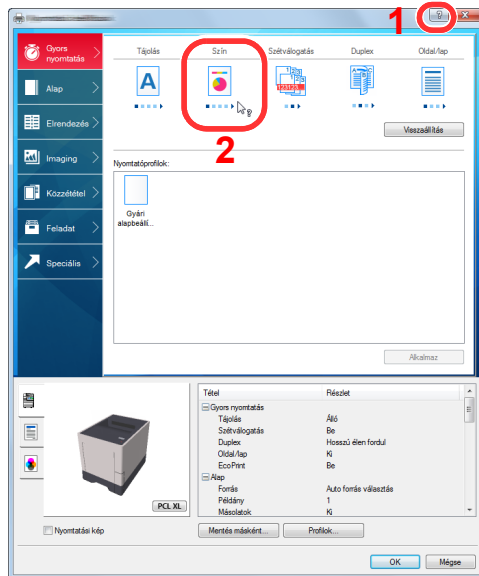 1
?
X
Gyors
nyomtatás
Alap
Elrendezés
Imaging
Közzététel
Feladat
Speciális
Tájolás
Szín
Szétválogatás
Duplex
Oldal/lap
A
123123...
A C
?
2
Visszaállítás
Nyomtatóprofilok:
Gyári
alapbeállí...
Alkalmaz
Tétel Részlet
Gyors nyomtatás
Tájolás Álló
Szétválogatás Be
Duplex Hosszú élen fordul
Oldal/lap Ki
EcoPrint Be
Alap
Forrás Auto forrás választás
Példány 1
Másolatok Ki
PCL XL
Nyomtatási kép
Mentés másként...
Profilok...
OK
Mégse